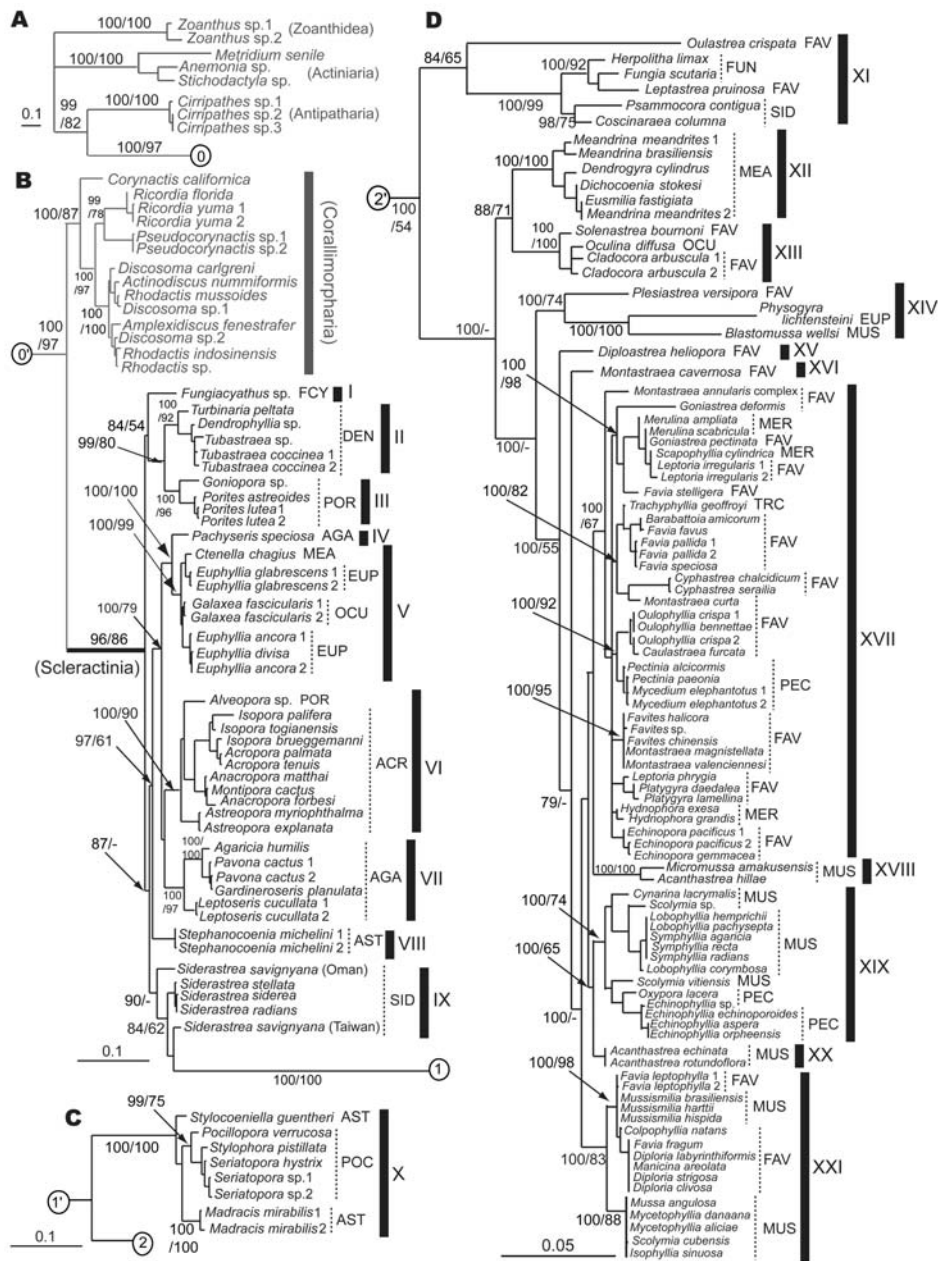 A
100/100
Zoanthus sp.1
Zoanthus sp.2
(Zoanthidea)
100/100
Metridium senile
Anemonia sp.
Stichodactyla sp.
(Actiniaria)
99
/82
0.1
100/100
Cirripathes sp.1
Cirripathes sp.2
Cirripathes sp.3
(Antipatharia)
100/97
0
B
100/87
Corynactis californica
99
/78
Ricordia florida
Ricordia yuma 1
Ricordia yuma 2
Pseudocorynactis sp.1
Pseudocorynactis sp.2
100
/97
Discosoma carlgreni
Actinodiscus nummiformis
Rhodactis mussoides
Discosoma sp.1
100
/100
Amplexidiscus fenestrafer
Discosoma sp.2
Rhodactis indosinensis
Rhodactis sp.
(Corallimorpharia)
100
/97
0'
96/86
(Scleractinia)
Fungiacyathus sp. FCY
I
84/54
99/80
100
/92
Turbinaria peltata
Dendrophyllia sp.
Tubastraea sp.
Tubastraea coccinea 1
Tubastraea coccinea 2
DEN
II
100
/96
Goniopora sp.
Porites astreoides
Porites lutea1
Porites lutea 2
POR
III
100/100
100/99
Pachyseris speciosa AGA
IV
Ctenella chagius MEA
Euphyllia glabrescens 1
Euphyllia glabrescens 2
EUP
Galaxea fascicularis 1
Galaxea fascicularis 2
OCU
Euphyllia ancora 1
Euphyllia divisa
Euphyllia ancora 2
EUP
V
100/79
100/90
97/61
Alveopora sp. POR
Isopora palifera
Isopora togianensis
Isopora brueggemanni
Acropora palmata
Acropora tenuis
Anacropora matthai
Montipora cactus
Anacropora forbesi
Astreopora myriophthalma
Astreopora explanata
ACR
VI
87/-
100/
100
Agaricia humilis
Pavona cactus 1
Pavona cactus 2
Gardineroseris planulata
100
/97
Leptoseris cucullata 1
Leptoseris cucullata 2
AGA
VII
Stephanocoenia michelini 1
Stephanocoenia michelini 2
AST
VIII
90/-
84/62
Siderastrea savignyana (Oman)
Siderastrea stellata
Siderastrea siderea
Siderastrea radians
Siderastrea savignyana (Taiwan)
SID
IX
0.1
100/100
1
C
99/75
100/100
Stylocoeniella guentheri AST
Pocillopora verrucosa
Stylophora pistillata
Seriatopora hystrix
Seriatopora sp.1
Seriatopora sp.2
POC
X
Madracis mirabilis 1
Madracis mirabilis 2
AST
100
/100
1'
0.1
2
D
84/65
Oulastrea crispata FAV
100/92
Herpolitha limax
Fungia scutaria
FUN
Leptastrea pruinosa FAV
100/99
98/75
Psammocora contigua
Coscinaraea columna
SID
XI
2'
100
/54
88/71
100/100
Meandrina meandrites 1
Meandrina brasiliensis
Dendrogyra cylindrus
Dichocoenia stokesi
Eusmilia fastigiata
Meandrina meandrites 2
MEA
XII
100
/100
Solenastrea bournoni FAV
Oculina diffusa OCU
Cladocora arbuscula 1
Cladocora arbuscula 2
FAV
XIII
100/-
100/74
Plesiastrea versipora FAV
100/100
Physogyra
lichtensteini EUP
Blastomussa wellsi MUS
XIV
Diploastrea heliopora FAV
XV
Montastraea cavernosa FAV
XVI
100
/98
100/-
Montastraea annularis complex FAV
Goniastrea deformis
Merulina ampliata
Merulina scabricula
MER
Goniastrea pectinata FAV
Scapophyllia cylindrica MER
Leptoria irregularis 1
Leptoria irregularis 2
FAV
Favia stelligera FAV
100/82
100
/67
100/55
Trachyphyllia geoffroyi TRC
Barabattoia amicorum
Favia favus
Favia pallida 1
Favia pallida 2
Favia speciosa
FAV
Cyphastrea chalcidicum
Cyphastrea serailia
FAV
Montastraea curta
100/92
Oulophyllia crispa 1
Oulophyllia bennettae
Oulophyllia crispa 2
Caulastraea furcata
FAV
Pectinia alcicornis
Pectinia paeonia
Mycedium elephantotus 1
Mycedium elephantotus 2
PEC
100/95
Favites halicora
Favites sp.
Favites chinensis
Montastraea magnistellata
Montastraea valenciennesi
FAV
Leptoria phrygia
Platygyra daedalea
Platygyra lamellina
FAV
79/-
Hydnophora exesa
Hydnophora grandis
MER
Echinopora pacificus 1
Echinopora pacificus 2
Echinopora gemmacea
FAV
XVII
100/100
Micromussa amakusensis
Acanthastrea hillae
MUS
XVIII
100/74
Cynarina lacrymalis
Scolymia sp.
MUS
Lobophyllia hemprichii
Lobophyllia pachysepta
Symphyllia agaricia
Symphyllia recta
Symphyllia radians
Lobophyllia corymbosa
MUS
100/65
Scolymia vitiensis MUS
Oxypora lacera
Echinophyllia sp.
PEC
Echinophyllia echinoporoides
Echinophyllia aspera
Echinophyllia orpheensis
PEC
XIX
100/-
Acanthastrea echinata
Acanthastrea rotundoflora
MUS
XX
100/98
Favia leptophylla 1
Favia leptophylla 2
FAV
Mussismilia brasiliensis
Mussismilia harttii
Mussismilia hispida
MUS
100/83
Colpophyllia natans
Favia fragum
Diploria labyrinthiformis
Manicina areolata
Diploria strigosa
Diploria clivosa
FAV
100/88
Mussa angulosa
Mycetophyllia danaana
Mycetophyllia aliciae
Scolymia cubensis
Isophyllia sinuosa
MUS
XXI
0.05